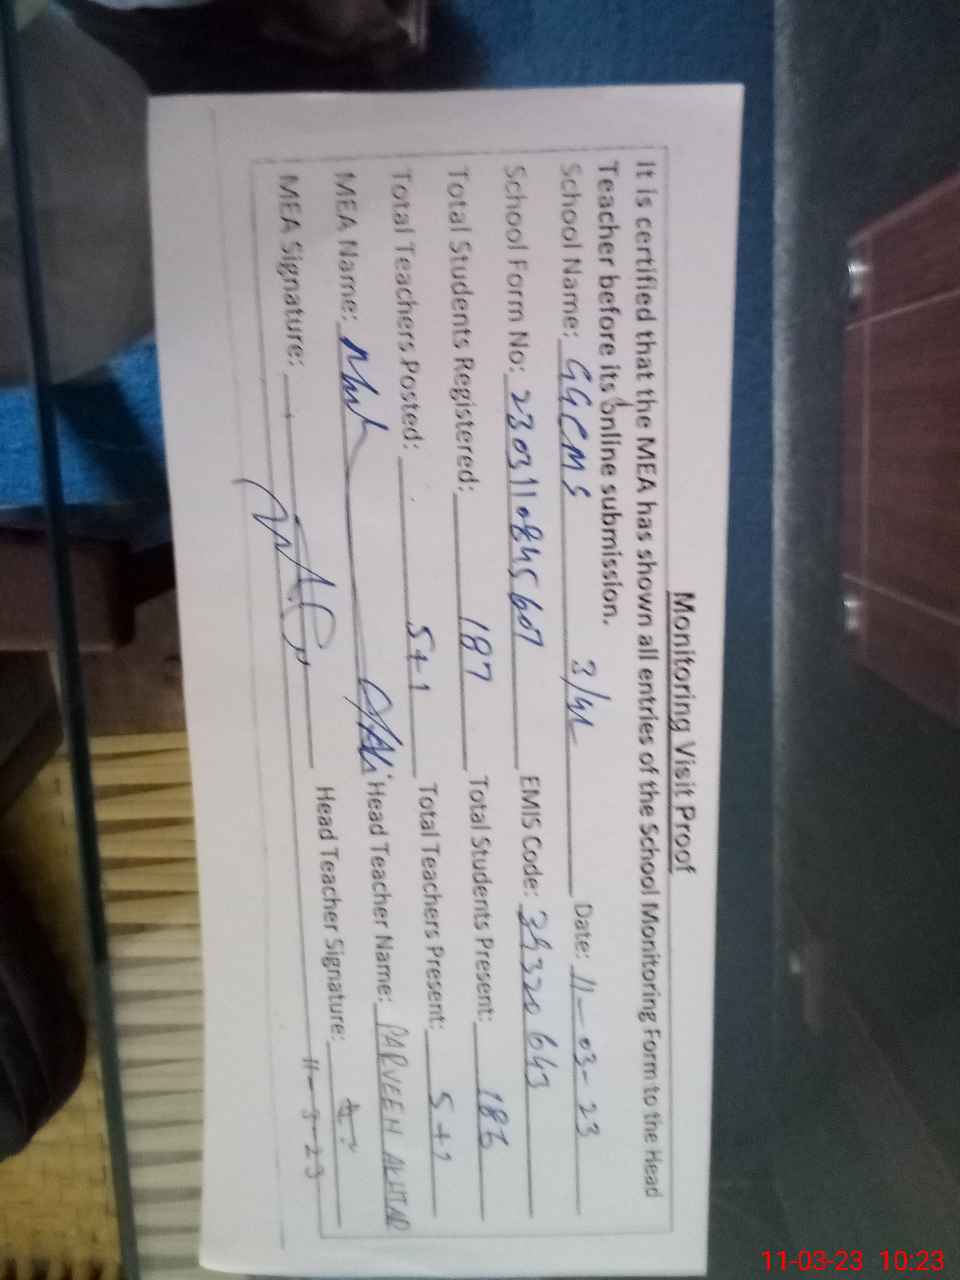 Monitoring Visit Proof
It is certified that the MEA has shown all entries of the School Monitoring Form to the Head
Teacher before its online submission.
School Name: GGCMS 3/4L Date: 11-03-23
School Form No: 2303110845607 EMIS Code: 39320643
Total Students Registered: 187 Total Students Present: 183
Total Teachers Posted: 5+1 Total Teachers Present: 5+1
MEA Name: Head Teacher Name: PARVEEN AKHTAR
MEA Signature: Head Teacher Signature:
11-3-23
11-03-23 10:23